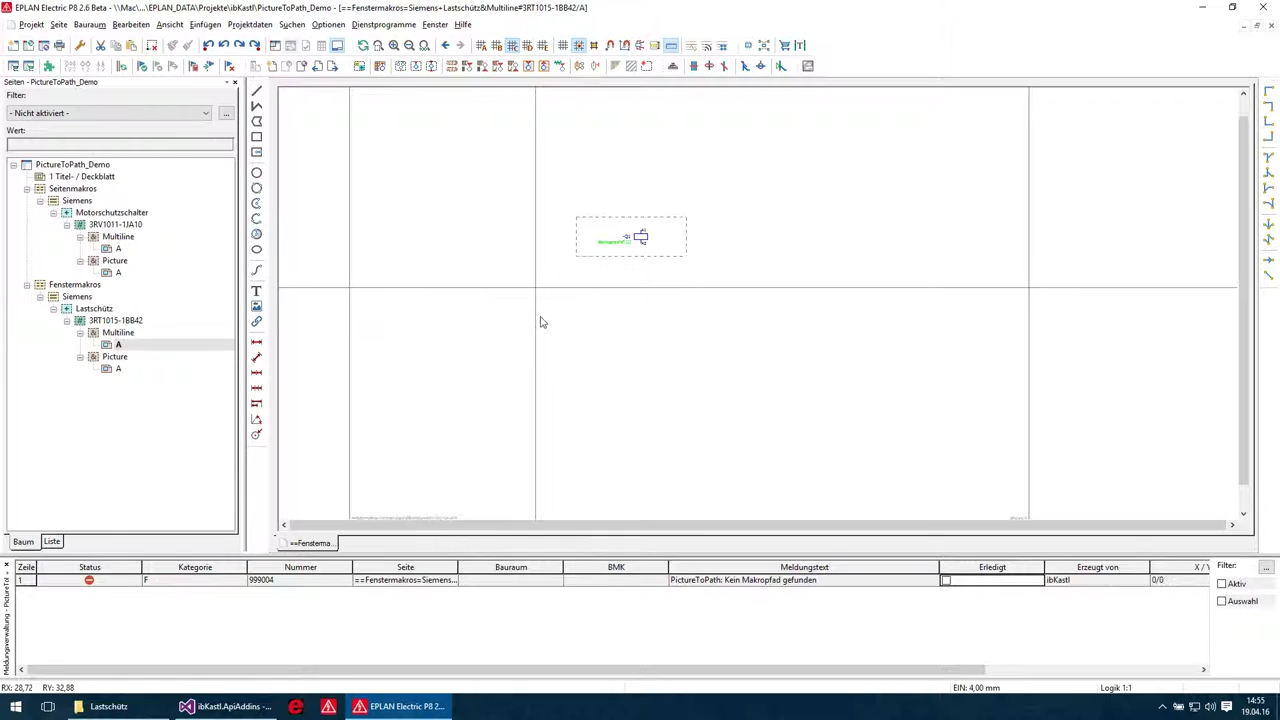 EPLAN Electric P8 2.6 Beta - \\Mac\...\EPLAN_DATA\Projekte\ibKastl\PictureToPath_Demo - [==Fenstermakros=Siemens+Lastschütz&Multiline#3RT1015-1BB42/A]
Projekt Seite Bauraum Bearbeiten Ansicht Einfügen Projektdaten Suchen Optionen Dienstprogramme Fenster Hilfe
Seiten - PictureToPath_Demo
Filter:
- Nicht aktiviert -
...
Wert:
PictureToPath_Demo
1 Titel- / Deckblatt
Seitenmakros
Siemens
Motorschutzschalter
3RV1011-1JA10
Multiline
A
Picture
A
Fenstermakros
Siemens
Lastschütz
3RT1015-1BB42
Multiline
A
Picture
A
Baum Liste
-Q1
==Fensterma...
Zeile Status Kategorie Nummer Seite Bauraum BMK Meldungstext Erledigt Erzeugt von X / Y
1 F 999004 ==Fenstermakros=Siemens... PictureToPath: Kein Makropfad gefunden ibKastl 0/0
Filter:
...
Aktiv
Auswahl
RX: 28,72 RY: 32,88 EIN: 4,00 mm Logik 1:1
Lastschütz ibKastl.ApiAddins - ... EPLAN Electric P8 2...
14:55
19.04.16